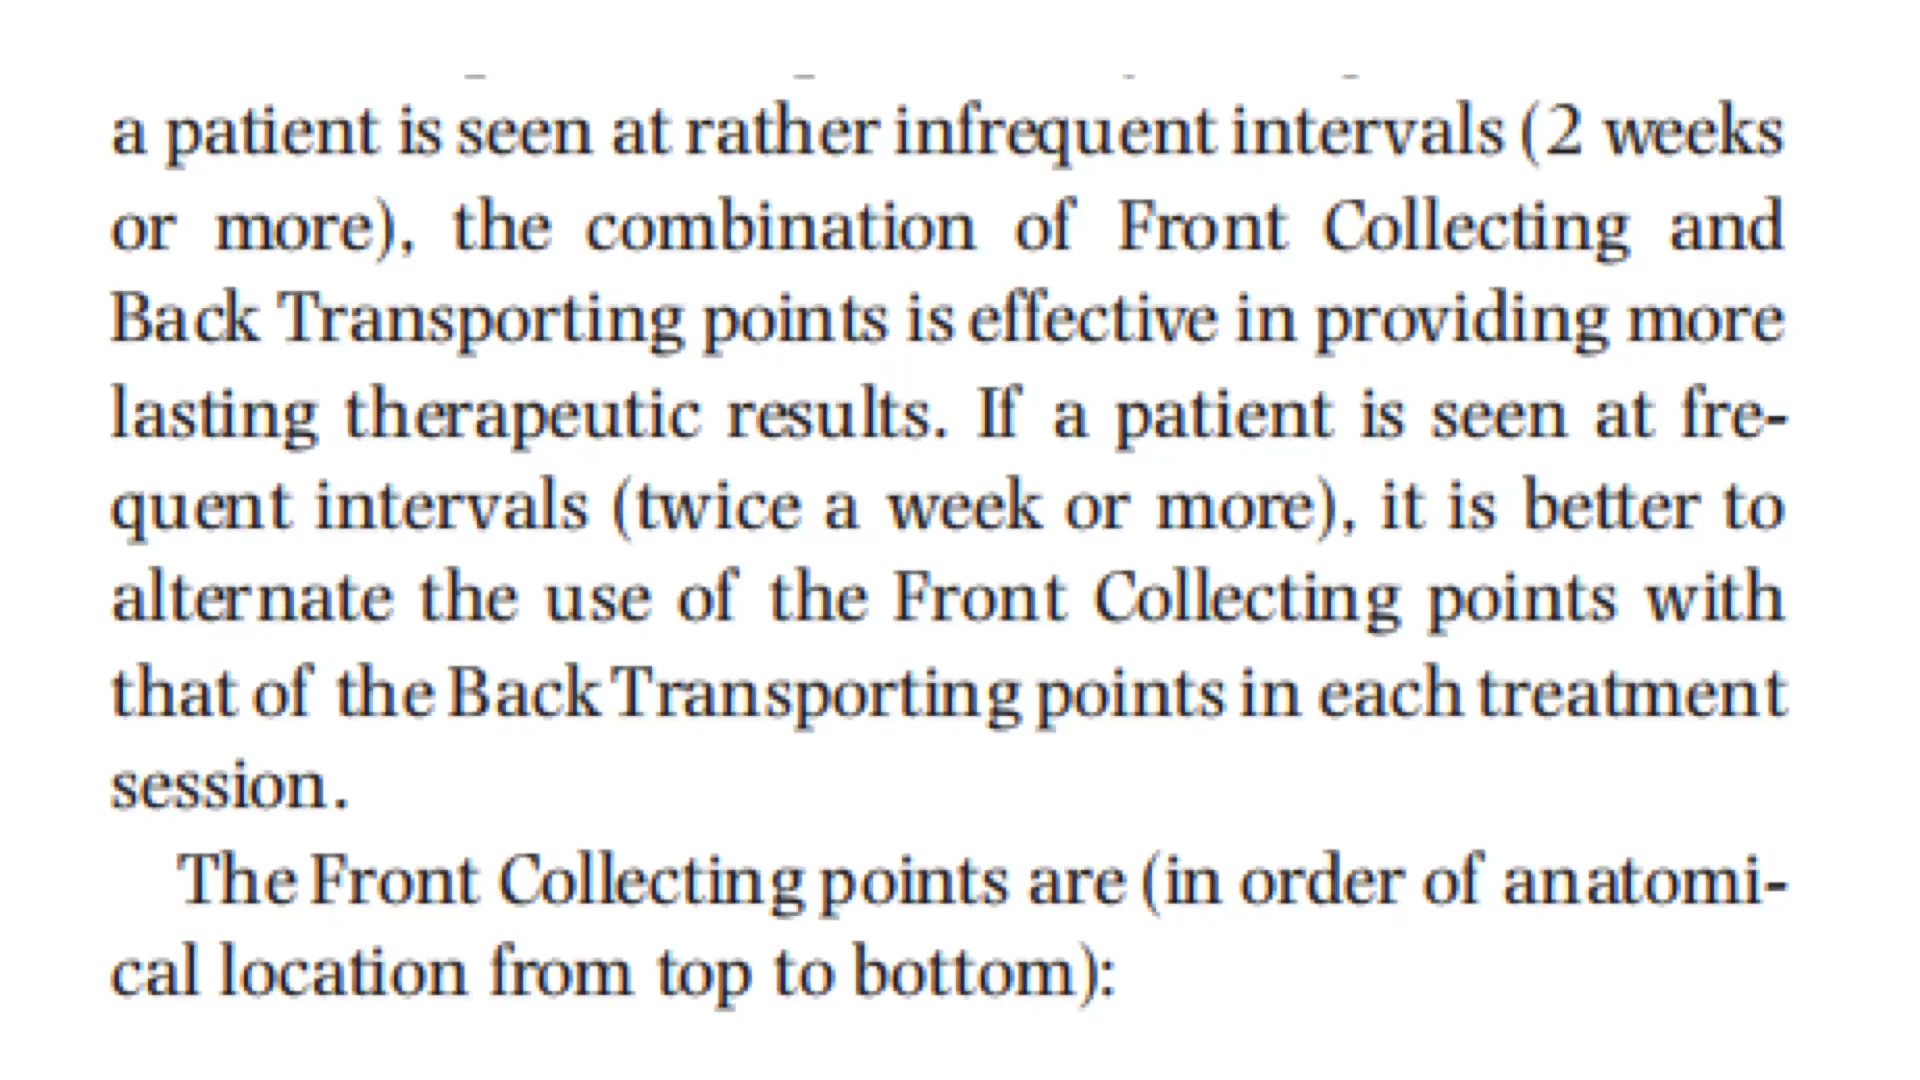 a patient is seen at rather infrequent intervals (2 weeks
or more), the combination of Front Collecting and
Back Transporting points is effective in providing more
lasting therapeutic results. If a patient is seen at fre-
quent intervals (twice a week or more), it is better to
alternate the use of the Front Collecting points with
that of the Back Transporting points in each treatment
session.
The Front Collecting points are (in order of anatomi-
cal location from top to bottom):